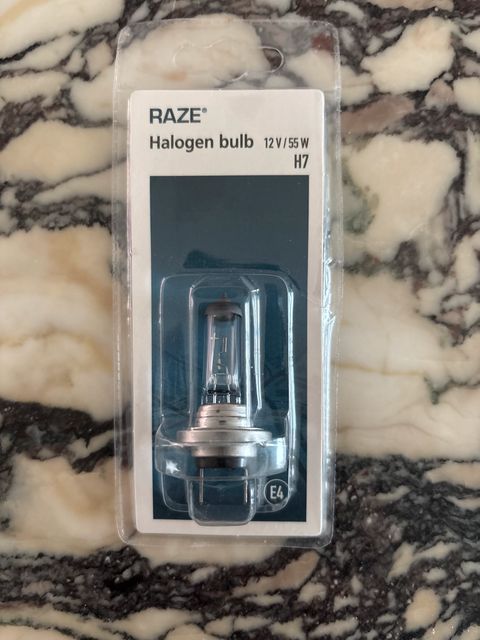 RAZE®
Halogen bulb 12 V / 55 W
H7
E4